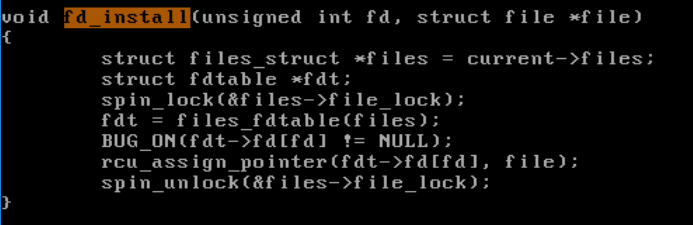 void fd_install(unsigned int fd, struct file *file)
{
        struct files_struct *files = current->files;
        struct fdtable *fdt;
        spin_lock(&files->file_lock);
        fdt = files_fdtable(files);
        BUG_ON(fdt->fd[fd] != NULL);
        rcu_assign_pointer(fdt->fd[fd], file);
        spin_unlock(&files->file_lock);
}